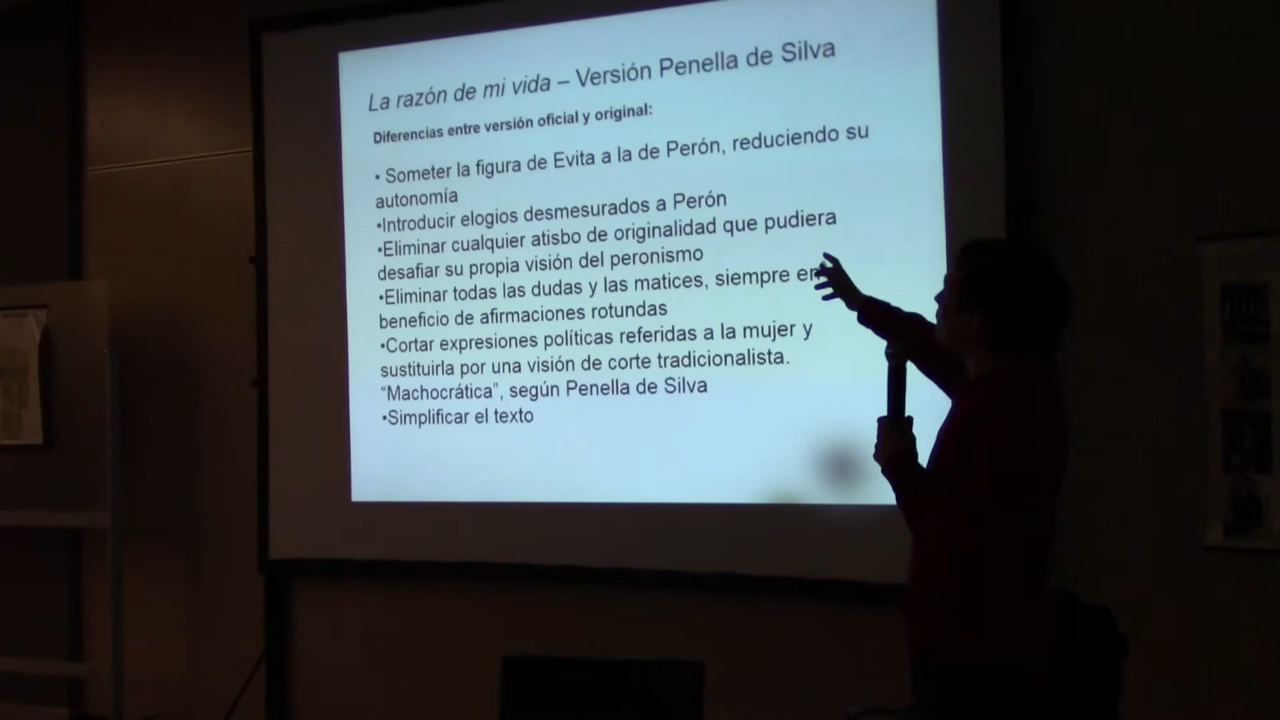 La razón de mi vida – Versión Penella de Silva
Diferencias entre versión oficial y original:
• Someter la figura de Evita a la de Perón, reduciendo su
autonomía
•Introducir elogios desmesurados a Perón
•Eliminar cualquier atisbo de originalidad que pudiera
desafiar su propia visión del peronismo
•Eliminar todas las dudas y las matices, siempre en
beneficio de afirmaciones rotundas
•Cortar expresiones políticas referidas a la mujer y
sustituirla por una visión de corte tradicionalista.
“Machocrática”, según Penella de Silva
•Simplificar el texto